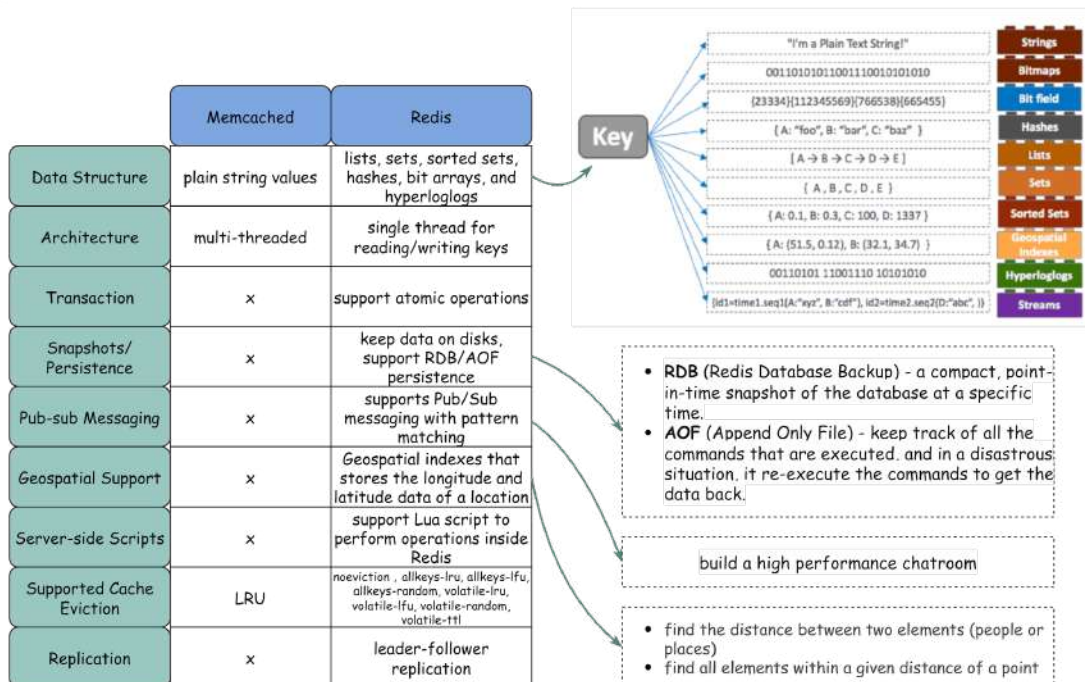 "I'm a Plain Text String!"
Strings
00110101011001110010101010
Bitmaps
{23334}{112345569}{766538}{665455}
Bit field
Key
{ A: "foo", B: "bar", C: "baz" }
Hashes
[ A → B → C → D → E ]
Lists
{ A , B , C , D , E }
Sets
{ A: 0.1, B: 0.3, C: 100, D: 1337 }
Sorted Sets
{ A: (51.5, 0.12), B: (32.1, 34.7) }
Geospatial
Indexes
00110101 11001110 10101010
Hyperloglogs
{id1=time1.seq1(A:"xyz", B:"cdf"), id2=time2.seq2(D:"abc", )}
Streams
Memcached
Redis
Data Structure
plain string values
lists, sets, sorted sets,
hashes, bit arrays, and
hyperloglogs
Architecture
multi-threaded
single thread for
reading/writing keys
Transaction
x
support atomic operations
Snapshots/
Persistence
x
keep data on disks,
support RDB/AOF
persistence
Pub-sub Messaging
x
supports Pub/Sub
messaging with pattern
matching
Geospatial Support
x
Geospatial indexes that
stores the longitude and
latitude data of a location
Server-side Scripts
x
support Lua script to
perform operations inside
Redis
Supported Cache
Eviction
LRU
noeviction , allkeys-lru, allkeys-lfu,
allkeys-random, volatile-lru,
volatile-lfu, volatile-random,
volatile-ttl
Replication
x
leader-follower
replication
• RDB (Redis Database Backup) - a compact, point-
in-time snapshot of the database at a specific
time.
• AOF (Append Only File) - keep track of all the
commands that are executed, and in a disastrous
situation, it re-execute the commands to get the
data back.
build a high performance chatroom
• find the distance between two elements (people or
places)
• find all elements within a given distance of a point